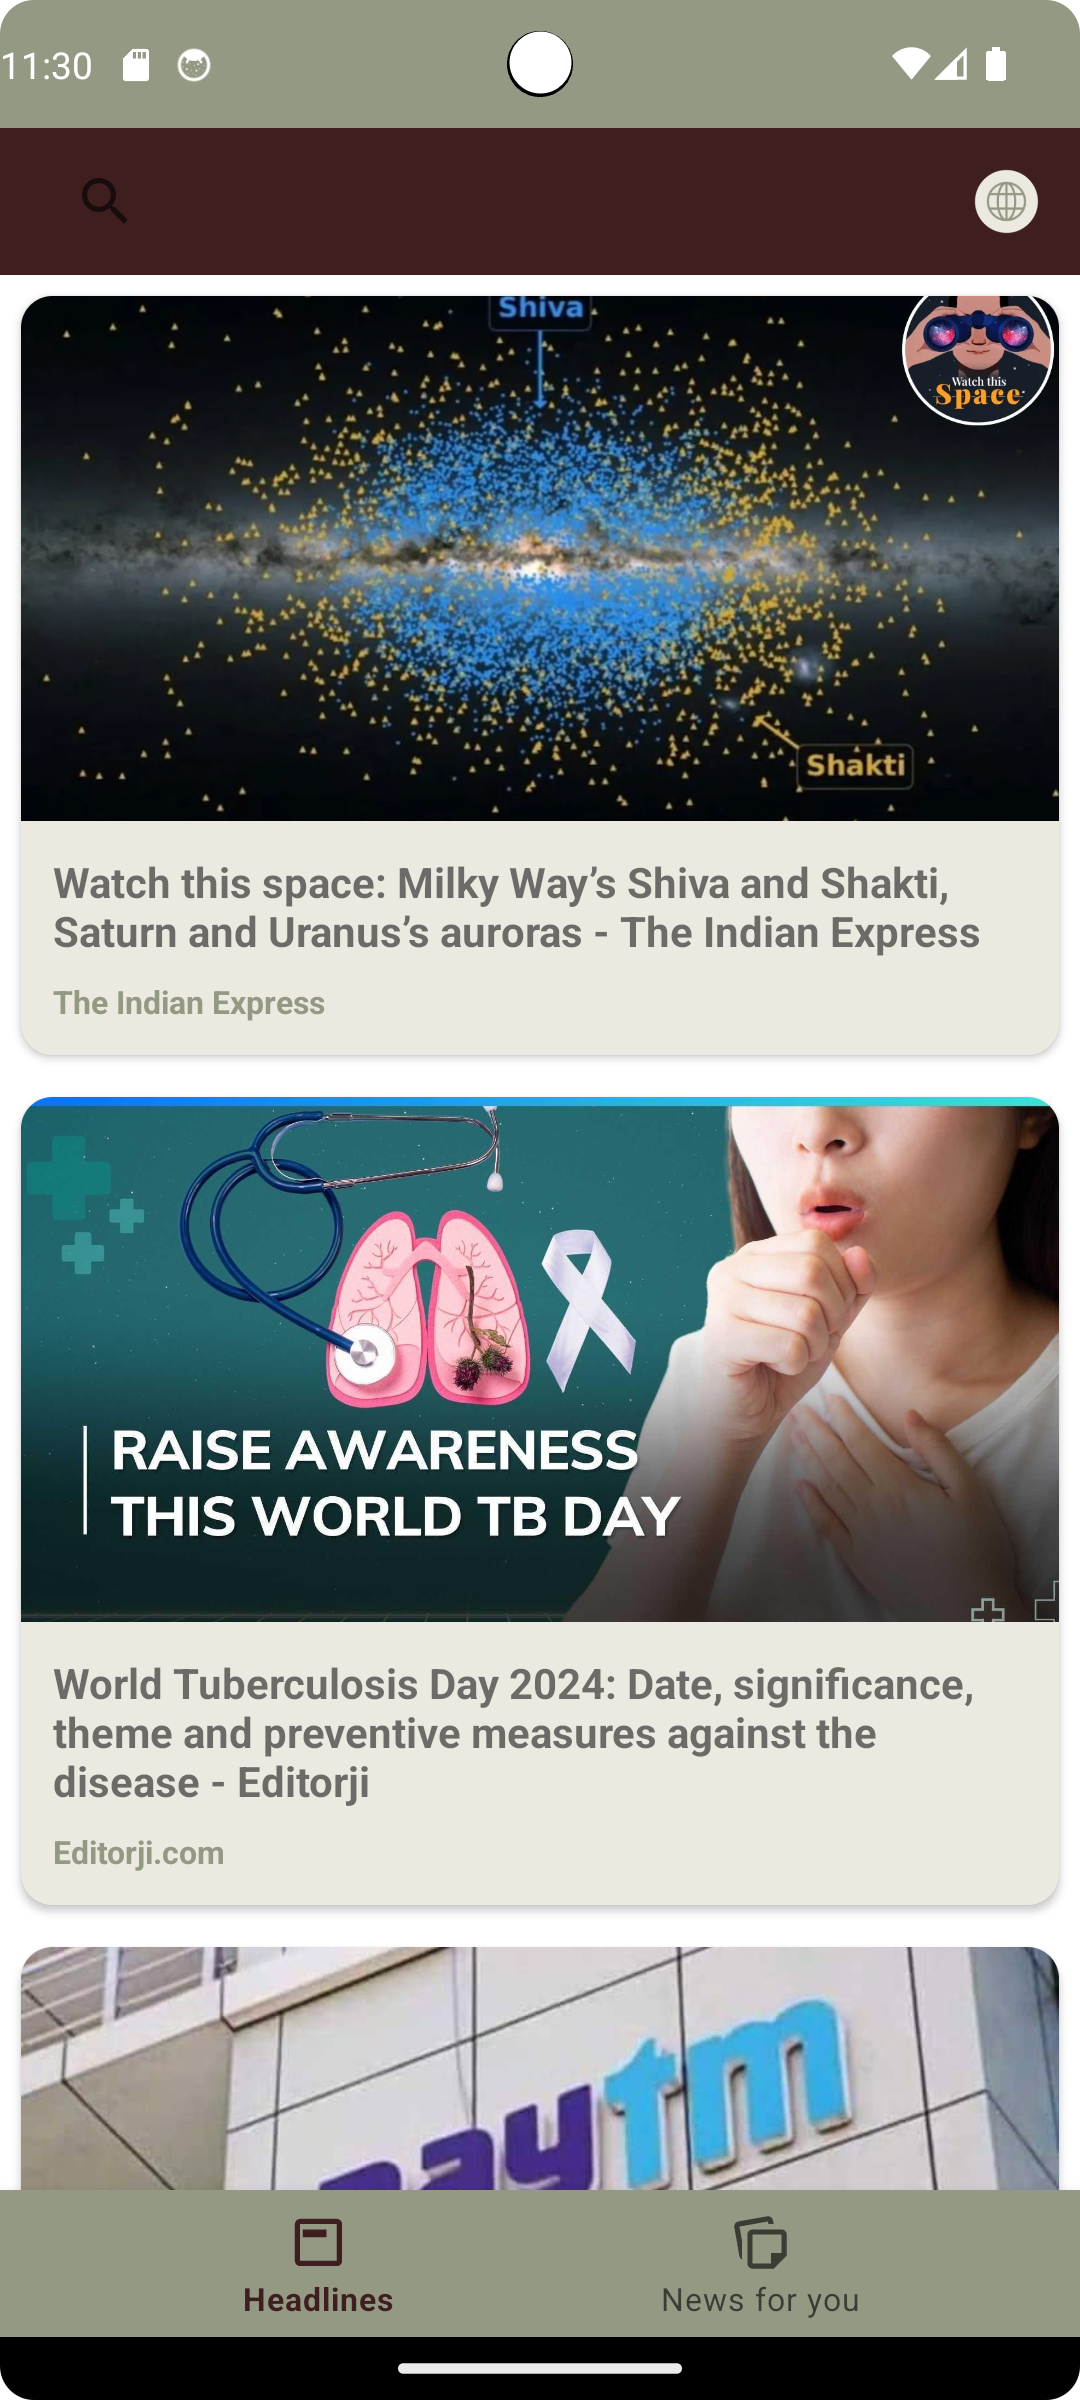 11:30
Shiva
Watch this
Space
Shakti
Watch this space: Milky Way’s Shiva and Shakti,
Saturn and Uranus’s auroras - The Indian Express
The Indian Express
RAISE AWARENESS
THIS WORLD TB DAY
World Tuberculosis Day 2024: Date, significance,
theme and preventive measures against the
disease - Editorji
Editorji.com
paytm
Headlines
News for you